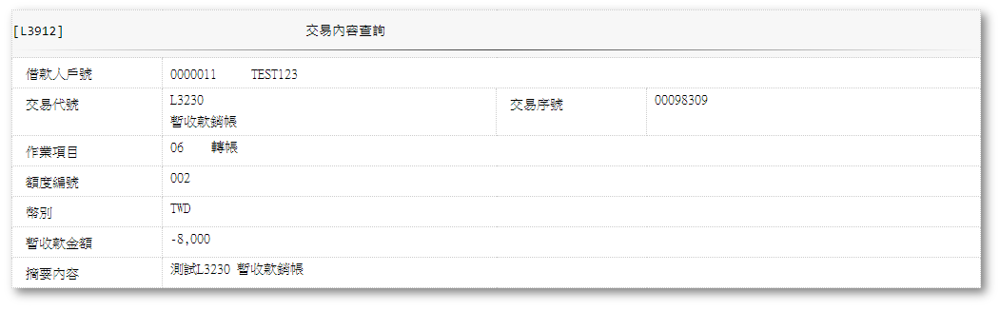 [L3912] 交易內容查詢
借款人戶號 0000011 TEST123
交易代號 L3230 交易序號 00098309
暫收款銷帳
作業項目 06 轉帳
額度編號 002
幣別 TWD
暫收款金額 -8,000
摘要內容 測試L3230 暫收款銷帳